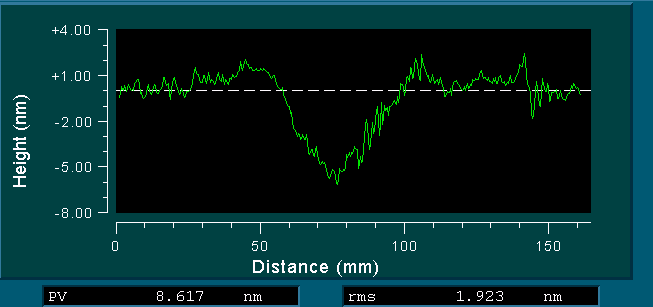 +4.00
+1.00
-2.00
-5.00
-8.00
Height (nm)
0 50 100 150
Distance (mm)
PV 8.617 nm
rms 1.923 nm